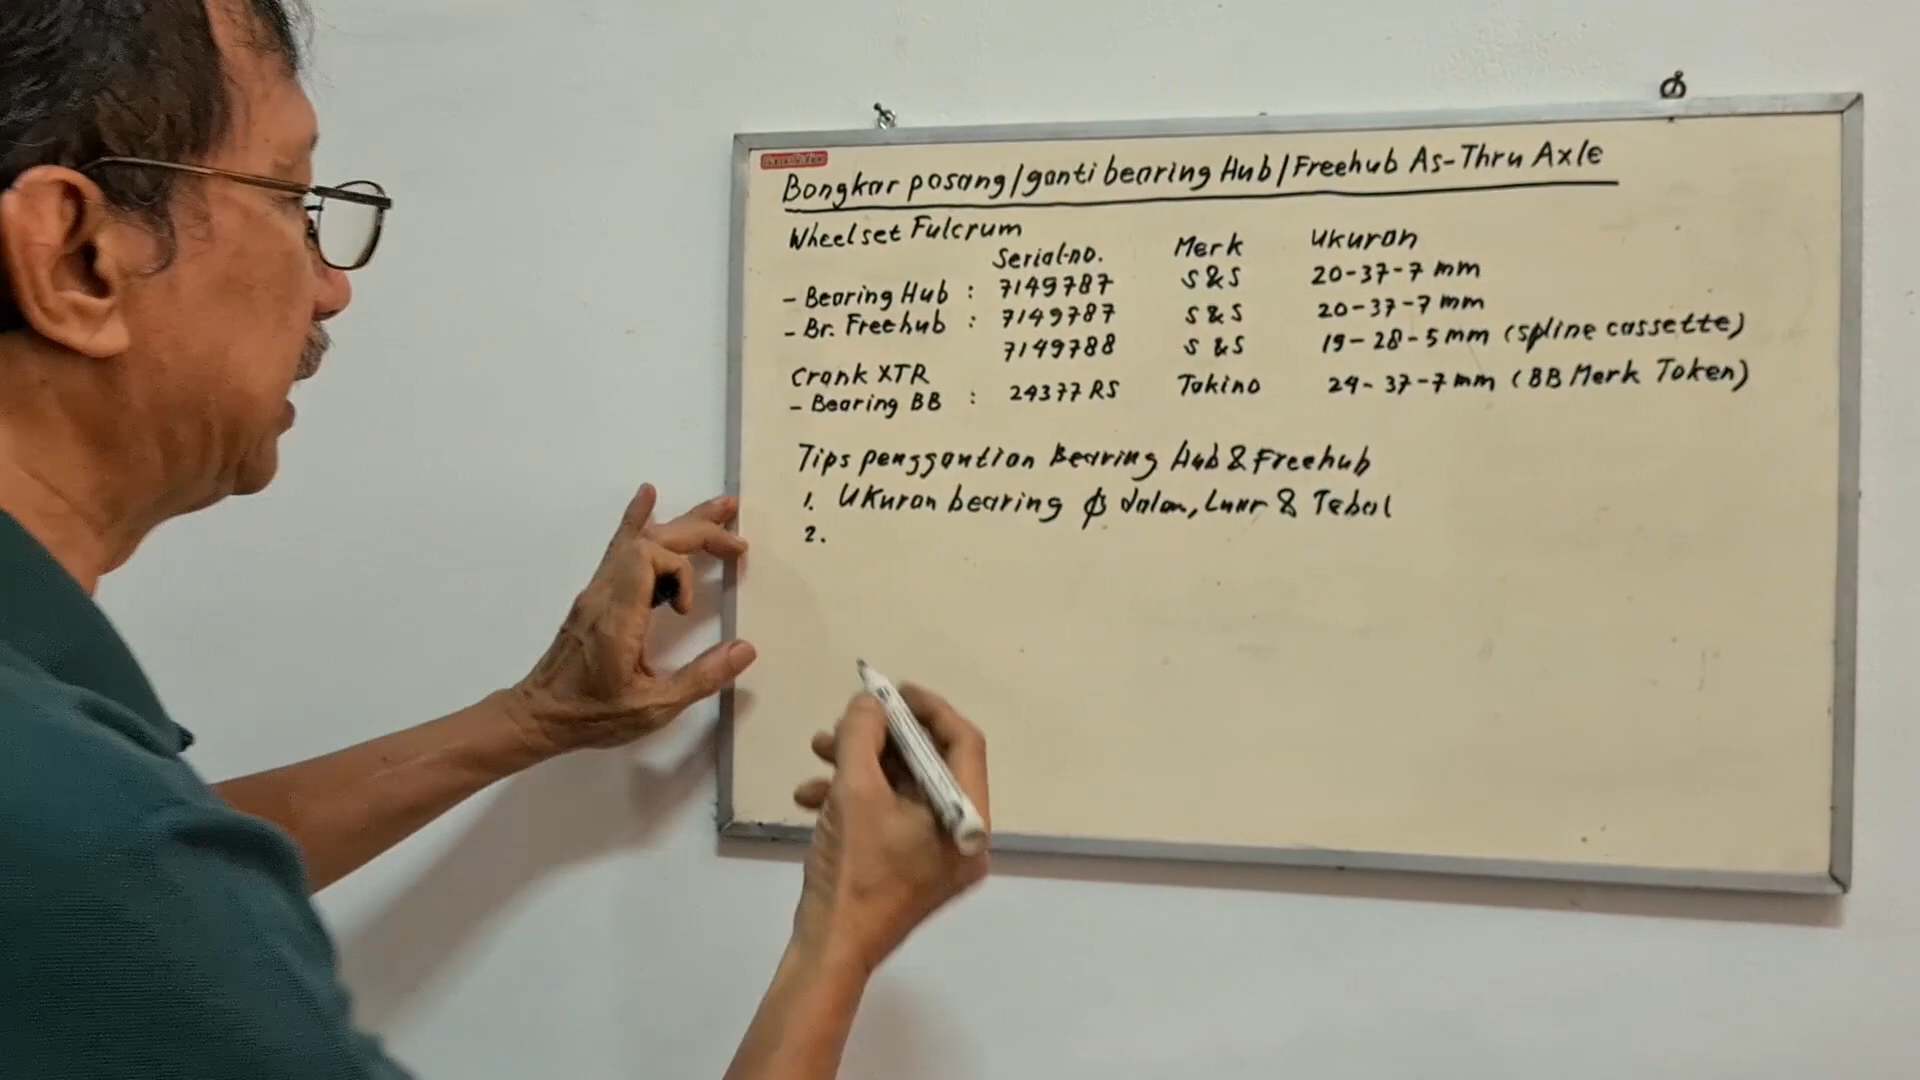 Bongkar pasang/ganti bearing Hub/Freehub As-Thru Axle
Wheelset Fulcrum
Serial-no. Merk Ukuran
- Bearing Hub : 7149787 S&S 20-37-7 mm
- Br. Freehub : 7149787 S&S 20-37-7 mm
7149788 S&S 19-28-5 mm (spline cassette)
Crank XTR
- Bearing BB : 24377 RS Takino 24-37-7 mm (BB Merk Token)
Tips penggantian Bearing Hub & Freehub
1. Ukuran bearing ϕ dalam, Luar & Tebal
2.